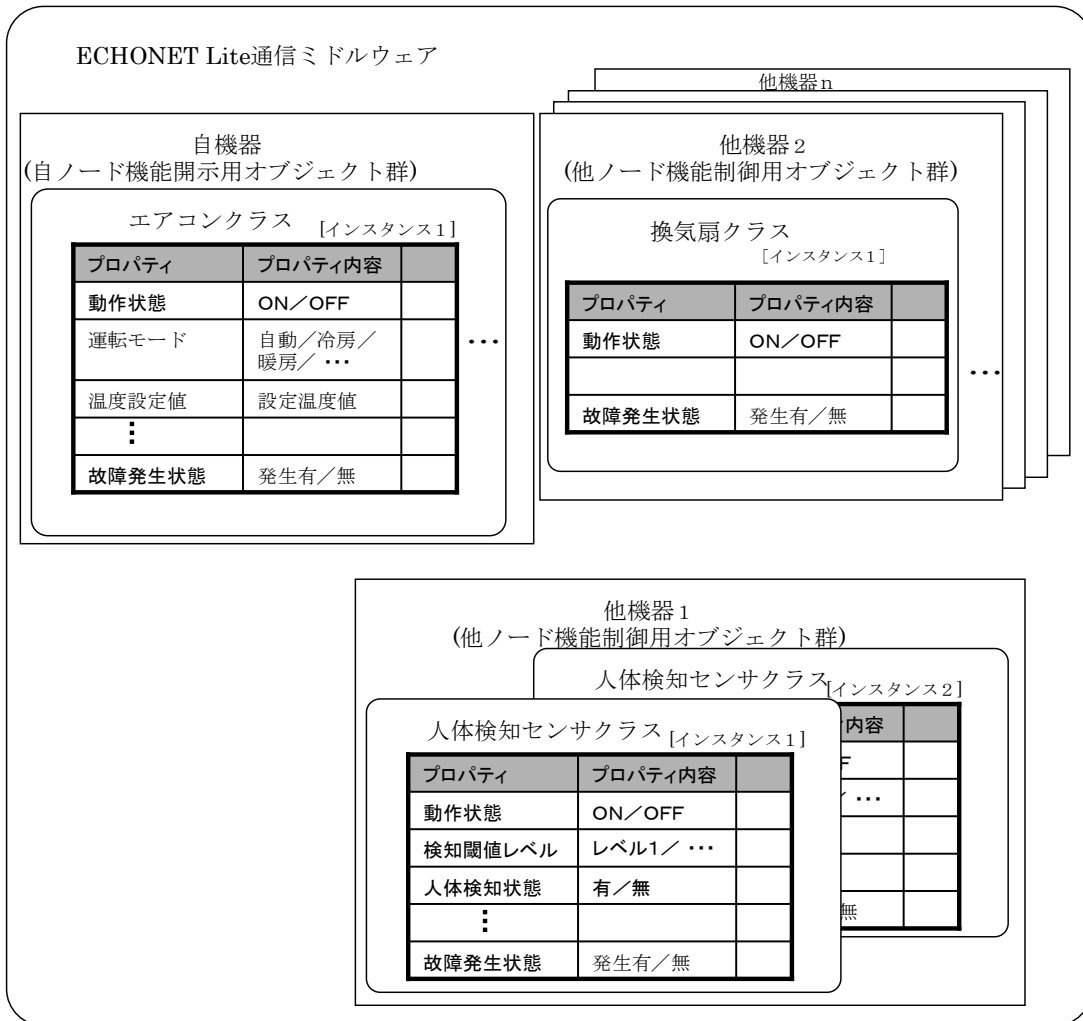 ECHONET Lite通信ミドルウェア
他機器n
自機器
(自ノード機能開示用オブジェクト群)
エアコンクラス [インスタンス1]
プロパティ プロパティ内容
動作状態 ON/OFF
運転モード 自動/冷房/
暖房/ ・・・
温度設定値 設定温度値
⋮
故障発生状態 発生有/無
・・・
他機器2
(他ノード機能制御用オブジェクト群)
換気扇クラス
[インスタンス1]
プロパティ プロパティ内容
動作状態 ON/OFF
故障発生状態 発生有/無
・・・
他機器1
(他ノード機能制御用オブジェクト群)
人体検知センサクラス [インスタンス2]
内容
F
/ ・・・
無
人体検知センサクラス [インスタンス1]
プロパティ プロパティ内容
動作状態 ON/OFF
検知閾値レベル レベル1/ ・・・
人体検知状態 有/無
⋮
故障発生状態 発生有/無